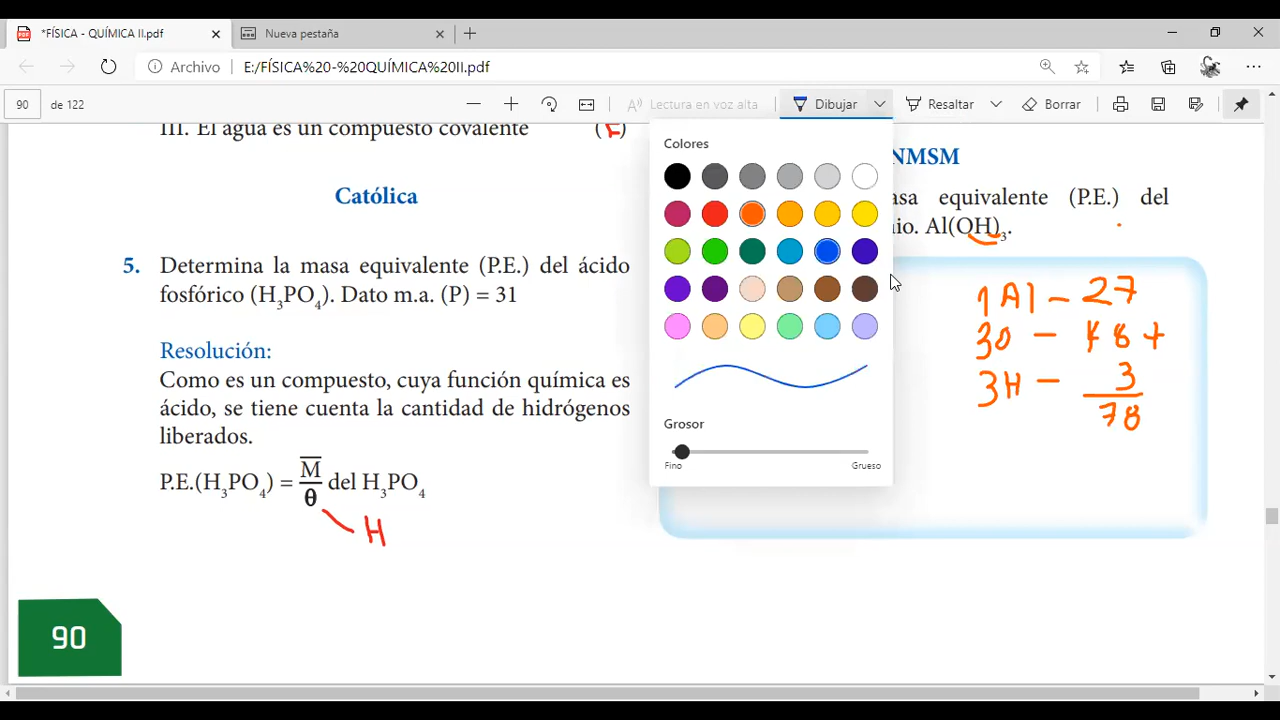 *FÍSICA - QUÍMICA II.pdf
Nueva pestaña
Archivo
E:/FÍSICA%20-%20QUÍMICA%20II.pdf
90 de 122
Lectura en voz alta
Dibujar
Resaltar
Borrar
III. El agua es un compuesto covalente (F)
Católica
5. Determina la masa equivalente (P.E.) del ácido
fosfórico (H₃PO₄). Dato m.a. (P) = 31
Resolución:
Como es un compuesto, cuya función química es
ácido, se tiene cuenta la cantidad de hidrógenos
liberados.
P.E.(H₃PO₄) = M̅/θ del H₃PO₄
H
90
Colores
Grosor
Fino
Grueso
NMSM
asa equivalente (P.E.) del
nio. Al(OH)₃.
1Al - 27
3O - 48 +
3H - 3
78